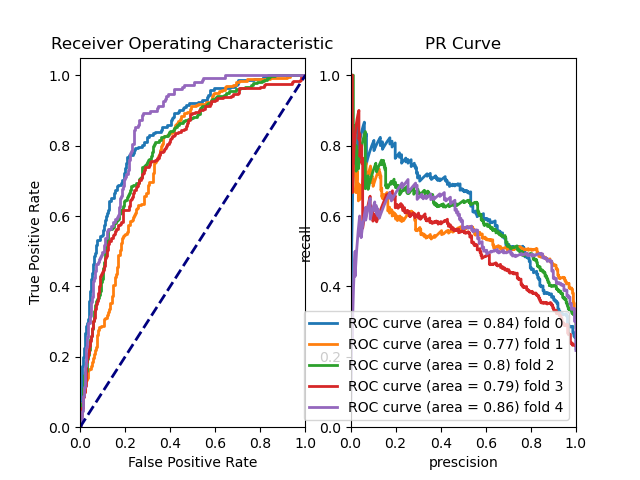 Receiver Operating Characteristic
PR Curve
True Positive Rate
1.0
0.8
0.6
0.4
0.2
0.0
0.0 0.2 0.4 0.6 0.8 1.0
False Positive Rate
recall
1.0
0.8
0.6
0.4
0.2
0.0
0.0 0.2 0.4 0.6 0.8 1.0
prescision
ROC curve (area = 0.84) fold 0
ROC curve (area = 0.77) fold 1
ROC curve (area = 0.8) fold 2
ROC curve (area = 0.79) fold 3
ROC curve (area = 0.86) fold 4